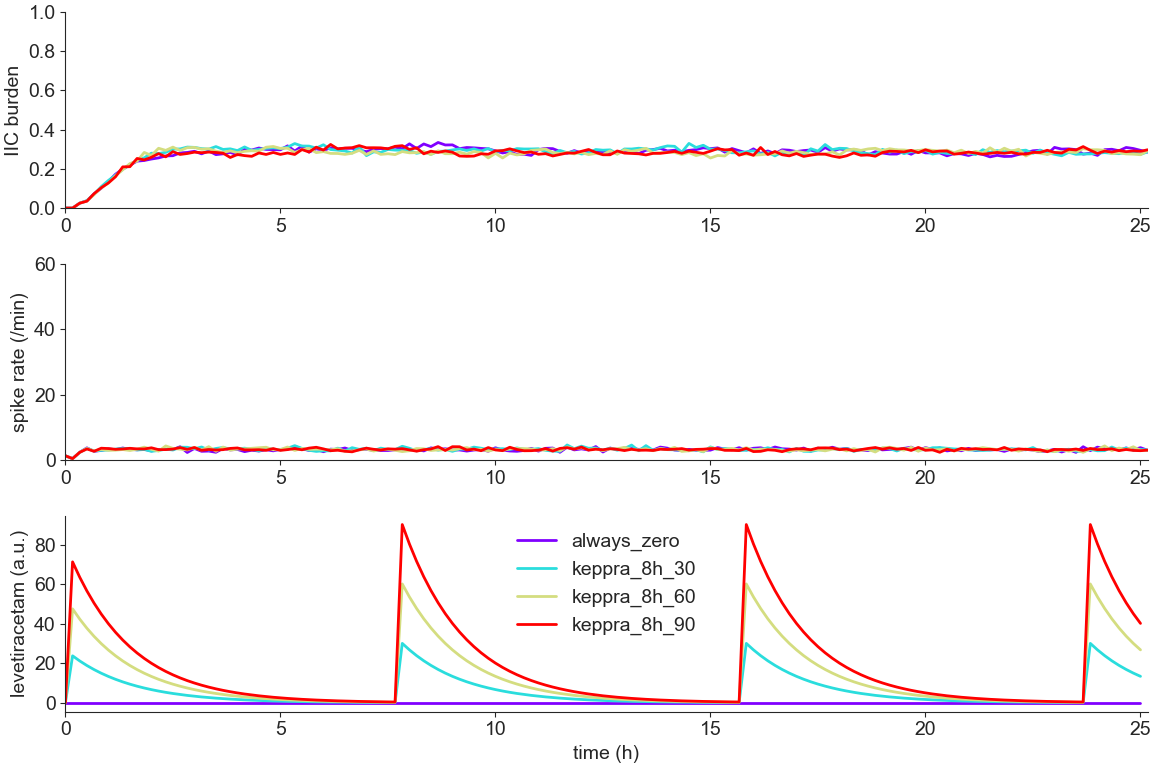 IIC burden
1.0
0.8
0.6
0.4
0.2
0.0
0 5 10 15 20 25
spike rate (/min)
60
40
20
0
0 5 10 15 20 25
levetiracetam (a.u.)
80
60
40
20
0
always_zero
keppra_8h_30
keppra_8h_60
keppra_8h_90
0 5 10 15 20 25
time (h)